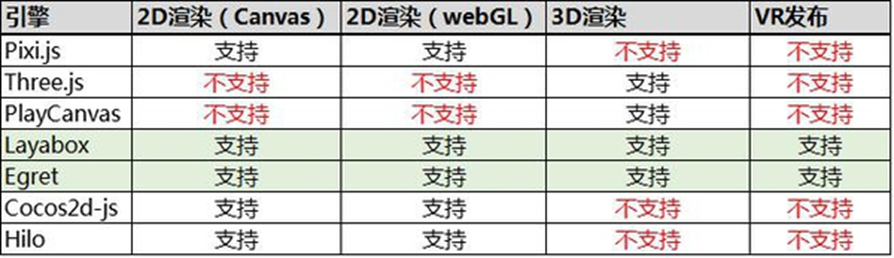 引擎 2D渲染（Canvas） 2D渲染（webGL） 3D渲染 VR发布
Pixi.js 支持 支持 不支持 不支持
Three.js 不支持 不支持 支持 不支持
PlayCanvas 不支持 不支持 支持 不支持
Layabox 支持 支持 支持 支持
Egret 支持 支持 支持 支持
Cocos2d-js 支持 支持 不支持 不支持
Hilo 支持 支持 不支持 不支持